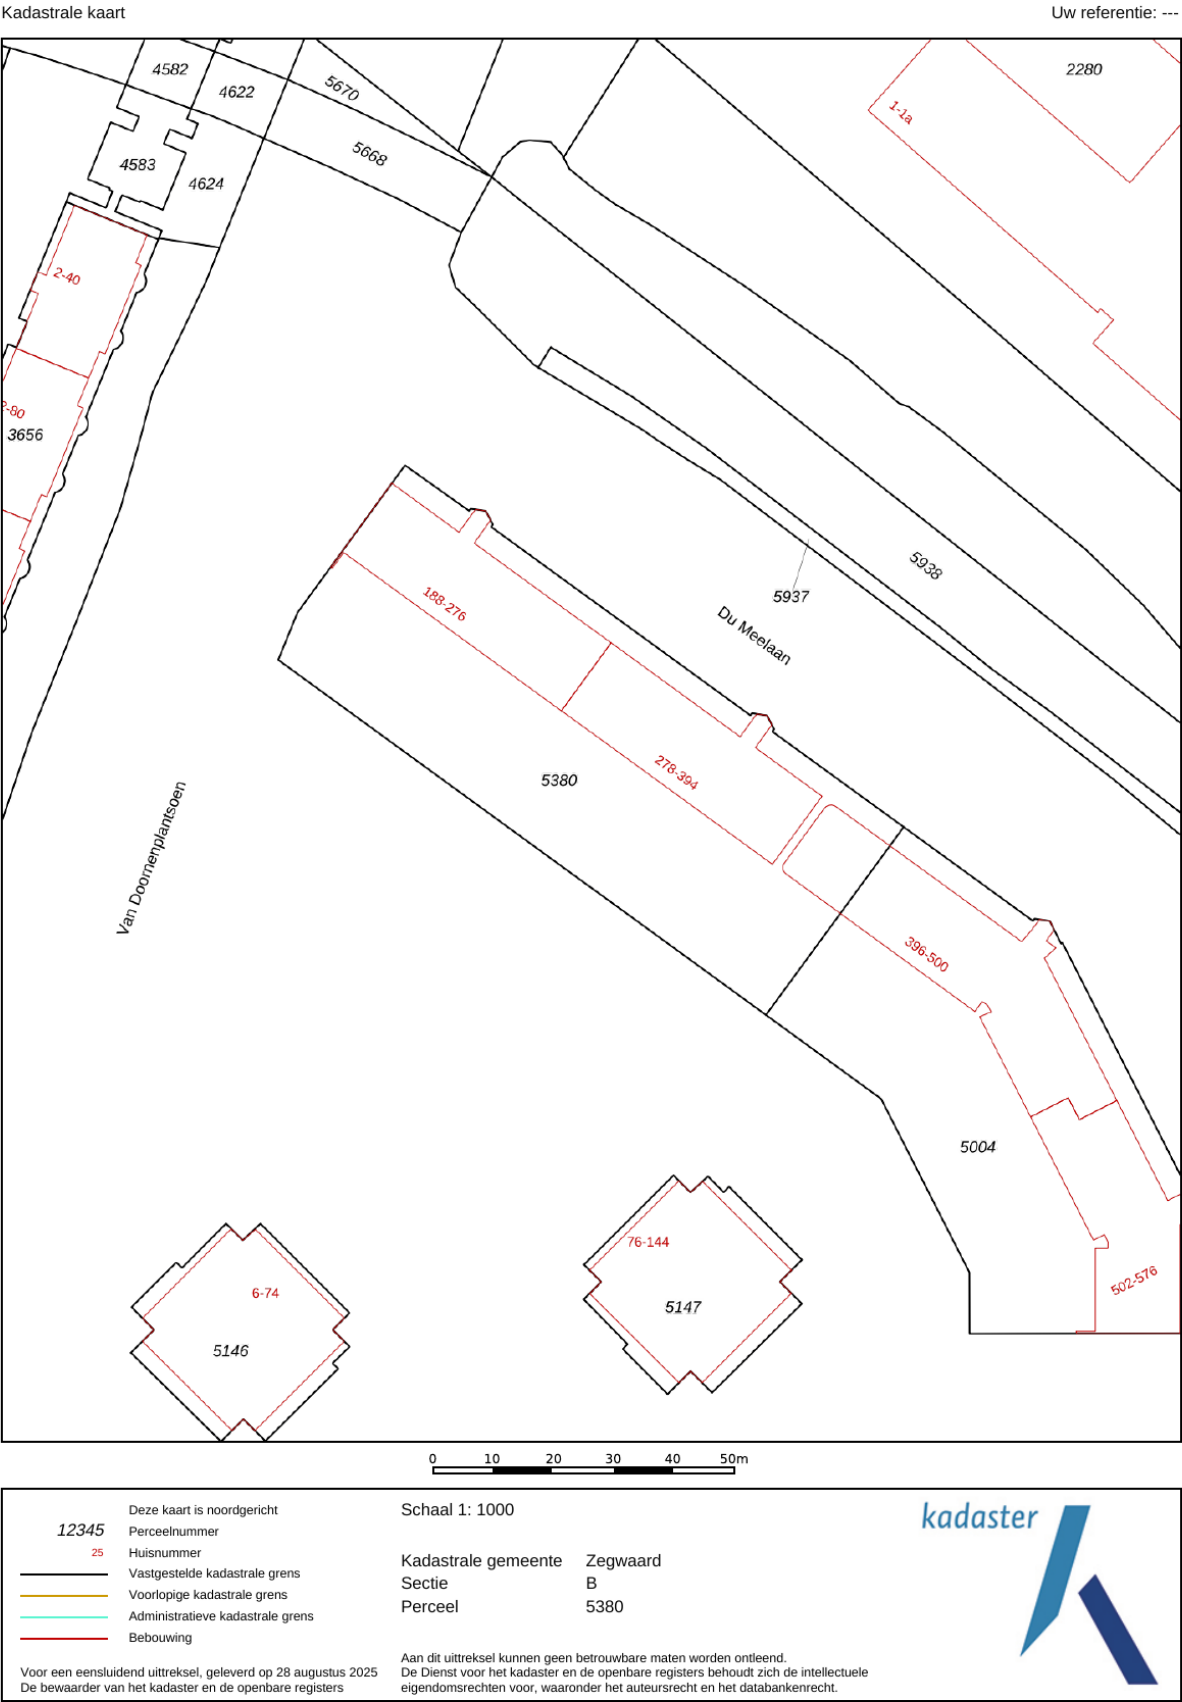 Kadastrale kaart
Uw referentie: ---
4582
4622
5670
5668
2280
1-1a
4583
4624
2-40
2-80
3656
5938
5937
Du Meelaan
188-276
278-394
5380
Van Doornenplantsoen
396-500
5004
76-144
5147
6-74
5146
502-576
0 10 20 30 40 50m
Deze kaart is noordgericht
12345 Perceelnummer
25 Huisnummer
Vastgestelde kadastrale grens
Voorlopige kadastrale grens
Administratieve kadastrale grens
Bebouwing
Voor een eensluidend uittreksel, geleverd op 28 augustus 2025
De bewaarder van het kadaster en de openbare registers
Schaal 1: 1000
Kadastrale gemeente Zegwaard
Sectie B
Perceel 5380
Aan dit uittreksel kunnen geen betrouwbare maten worden ontleend.
De Dienst voor het kadaster en de openbare registers behoudt zich de intellectuele
eigendomsrechten voor, waaronder het auteursrecht en het databankenrecht.
kadaster